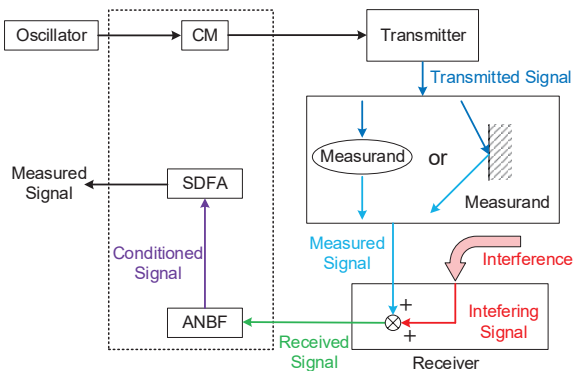 Oscillator
CM
Transmitter
Transmitted Signal
Measurand
or
Measurand
Measured
Signal
SDFA
Conditioned
Signal
Measured
Signal
Interference
ANBF
Received
Signal
+
+
Intefering
Signal
Receiver